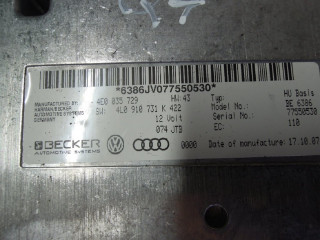 *6386JV077550530*
MANUFACTURED BY
HARMAN/BECKER
AUTOMOTIVE SYSTEMS
GERMANY
4E0 035 729 HW: 43 Typ: HU Basis
SW: 4L0 910 731 K 422 Model No.: BE 6386
12 Volt Serial No.: 77550530
074 JTB EC: 110
BECKER
AUTOMOTIVE SYSTEMS
0000 Date of manufacture: 17.10.07